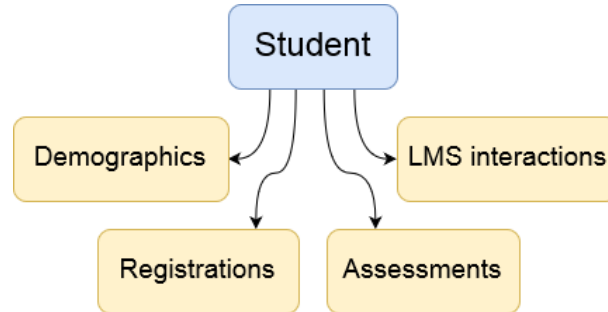 Student
Demographics
LMS interactions
Registrations
Assessments